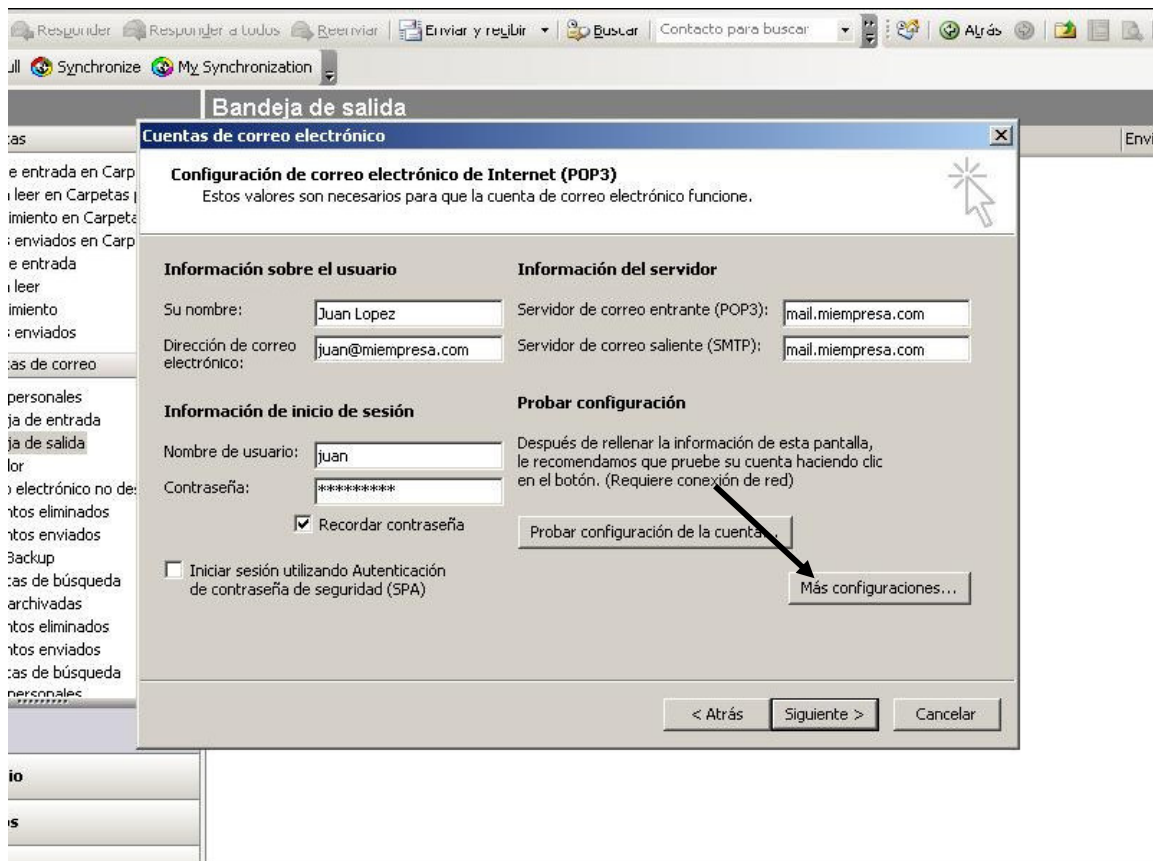 Responder Responder a todos Reenviar Enviar y recibir Buscar Contacto para buscar Atrás
ull Synchronize My Synchronization
Bandeja de salida
as
Envi
Cuentas de correo electrónico
Configuración de correo electrónico de Internet (POP3)
Estos valores son necesarios para que la cuenta de correo electrónico funcione.
e entrada en Carp
leer en Carpetas
imiento en Carpeta
enviados en Carp
e entrada
leer
imiento
enviados
as de correo
personales
ja de entrada
ja de salida
dor
o electrónico no de
ntos eliminados
ntos enviados
Backup
as de búsqueda
archivadas
ntos eliminados
ntos enviados
as de búsqueda
personales
io
os
Información sobre el usuario
Su nombre: Juan Lopez
Dirección de correo
electrónico: juan@miempresa.com
Información de inicio de sesión
Nombre de usuario: juan
Contraseña: *********
Recordar contraseña
Iniciar sesión utilizando Autenticación
de contraseña de seguridad (SPA)
Información del servidor
Servidor de correo entrante (POP3): mail.miempresa.com
Servidor de correo saliente (SMTP): mail.miempresa.com
Probar configuración
Después de rellenar la información de esta pantalla,
le recomendamos que pruebe su cuenta haciendo clic
en el botón. (Requiere conexión de red)
Probar configuración de la cuenta...
Más configuraciones...
< Atrás Siguiente > Cancelar